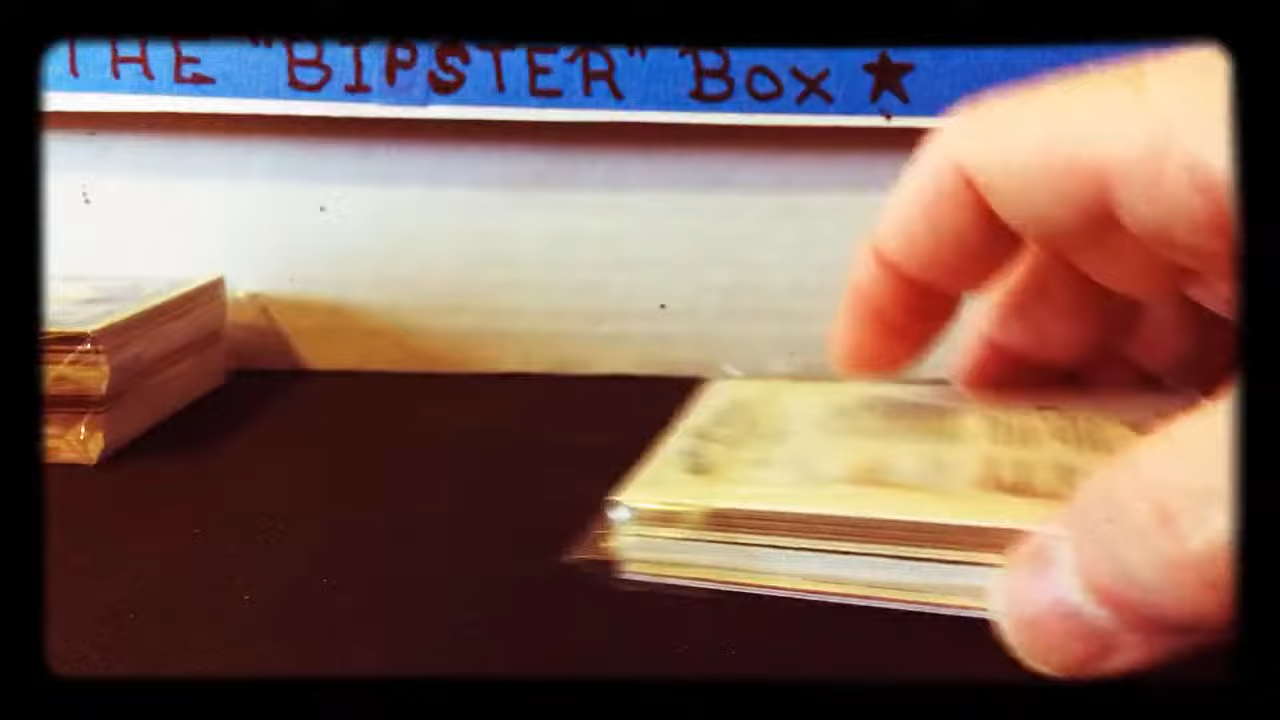 THE "BIPSTER" Box ★